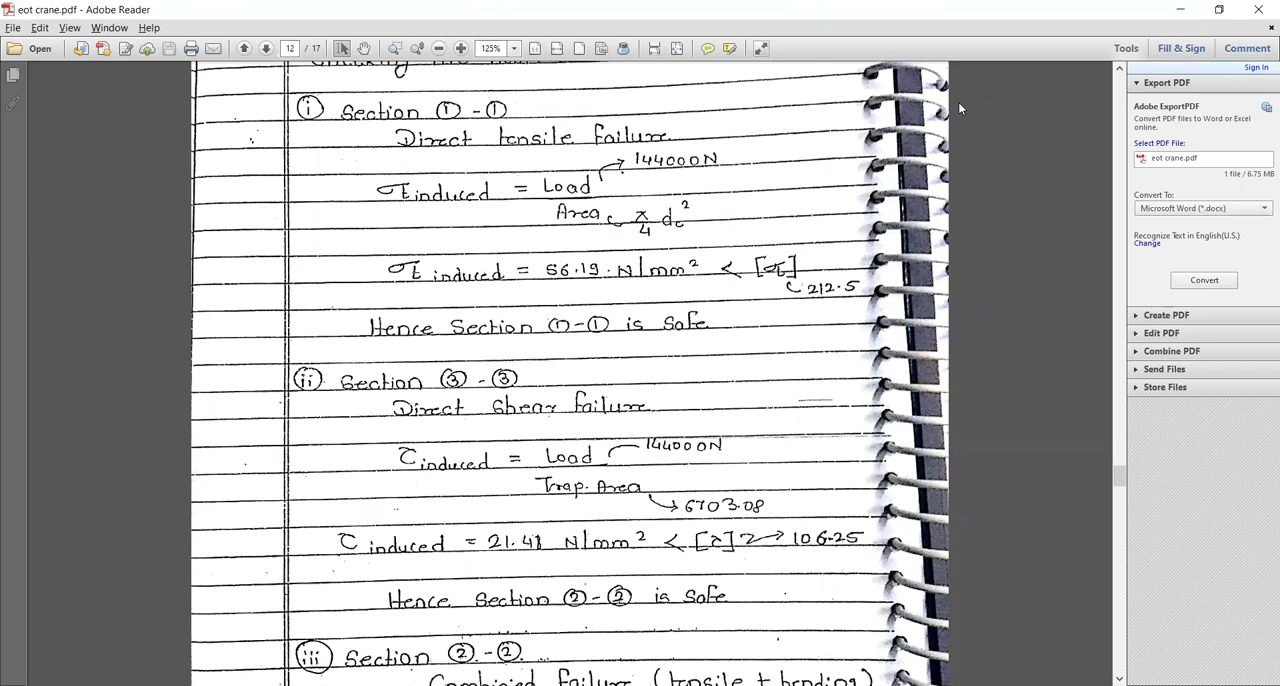 eot crane.pdf - Adobe Reader
File Edit View Window Help
Open 12 / 17 125% Tools Fill & Sign Comment
Sign In
Export PDF
Adobe ExportPDF
Convert PDF files to Word or Excel
online.
Select PDF File:
eot crane.pdf
1 file / 6.75 MB
Convert To:
Microsoft Word (*.docx)
Recognize Text in English(U.S.)
Change
Convert
Create PDF
Edit PDF
Combine PDF
Send Files
Store Files
(i) Section ①-①
Direct tensile failure
144000N
σt induced = Load
Area π/4 dc²
σt induced = 56.19 N/mm² < [σt]
212.5
Hence Section ①-① is Safe
(ii) Section ③-③
Direct Shear failure
τ induced = Load 144000N
Trap. Area
6703.08
τ induced = 21.48 N/mm² < [τ] → 106.25
Hence Section ③-② is Safe
(iii) Section ②-②
Combined failure (tensile + bending)